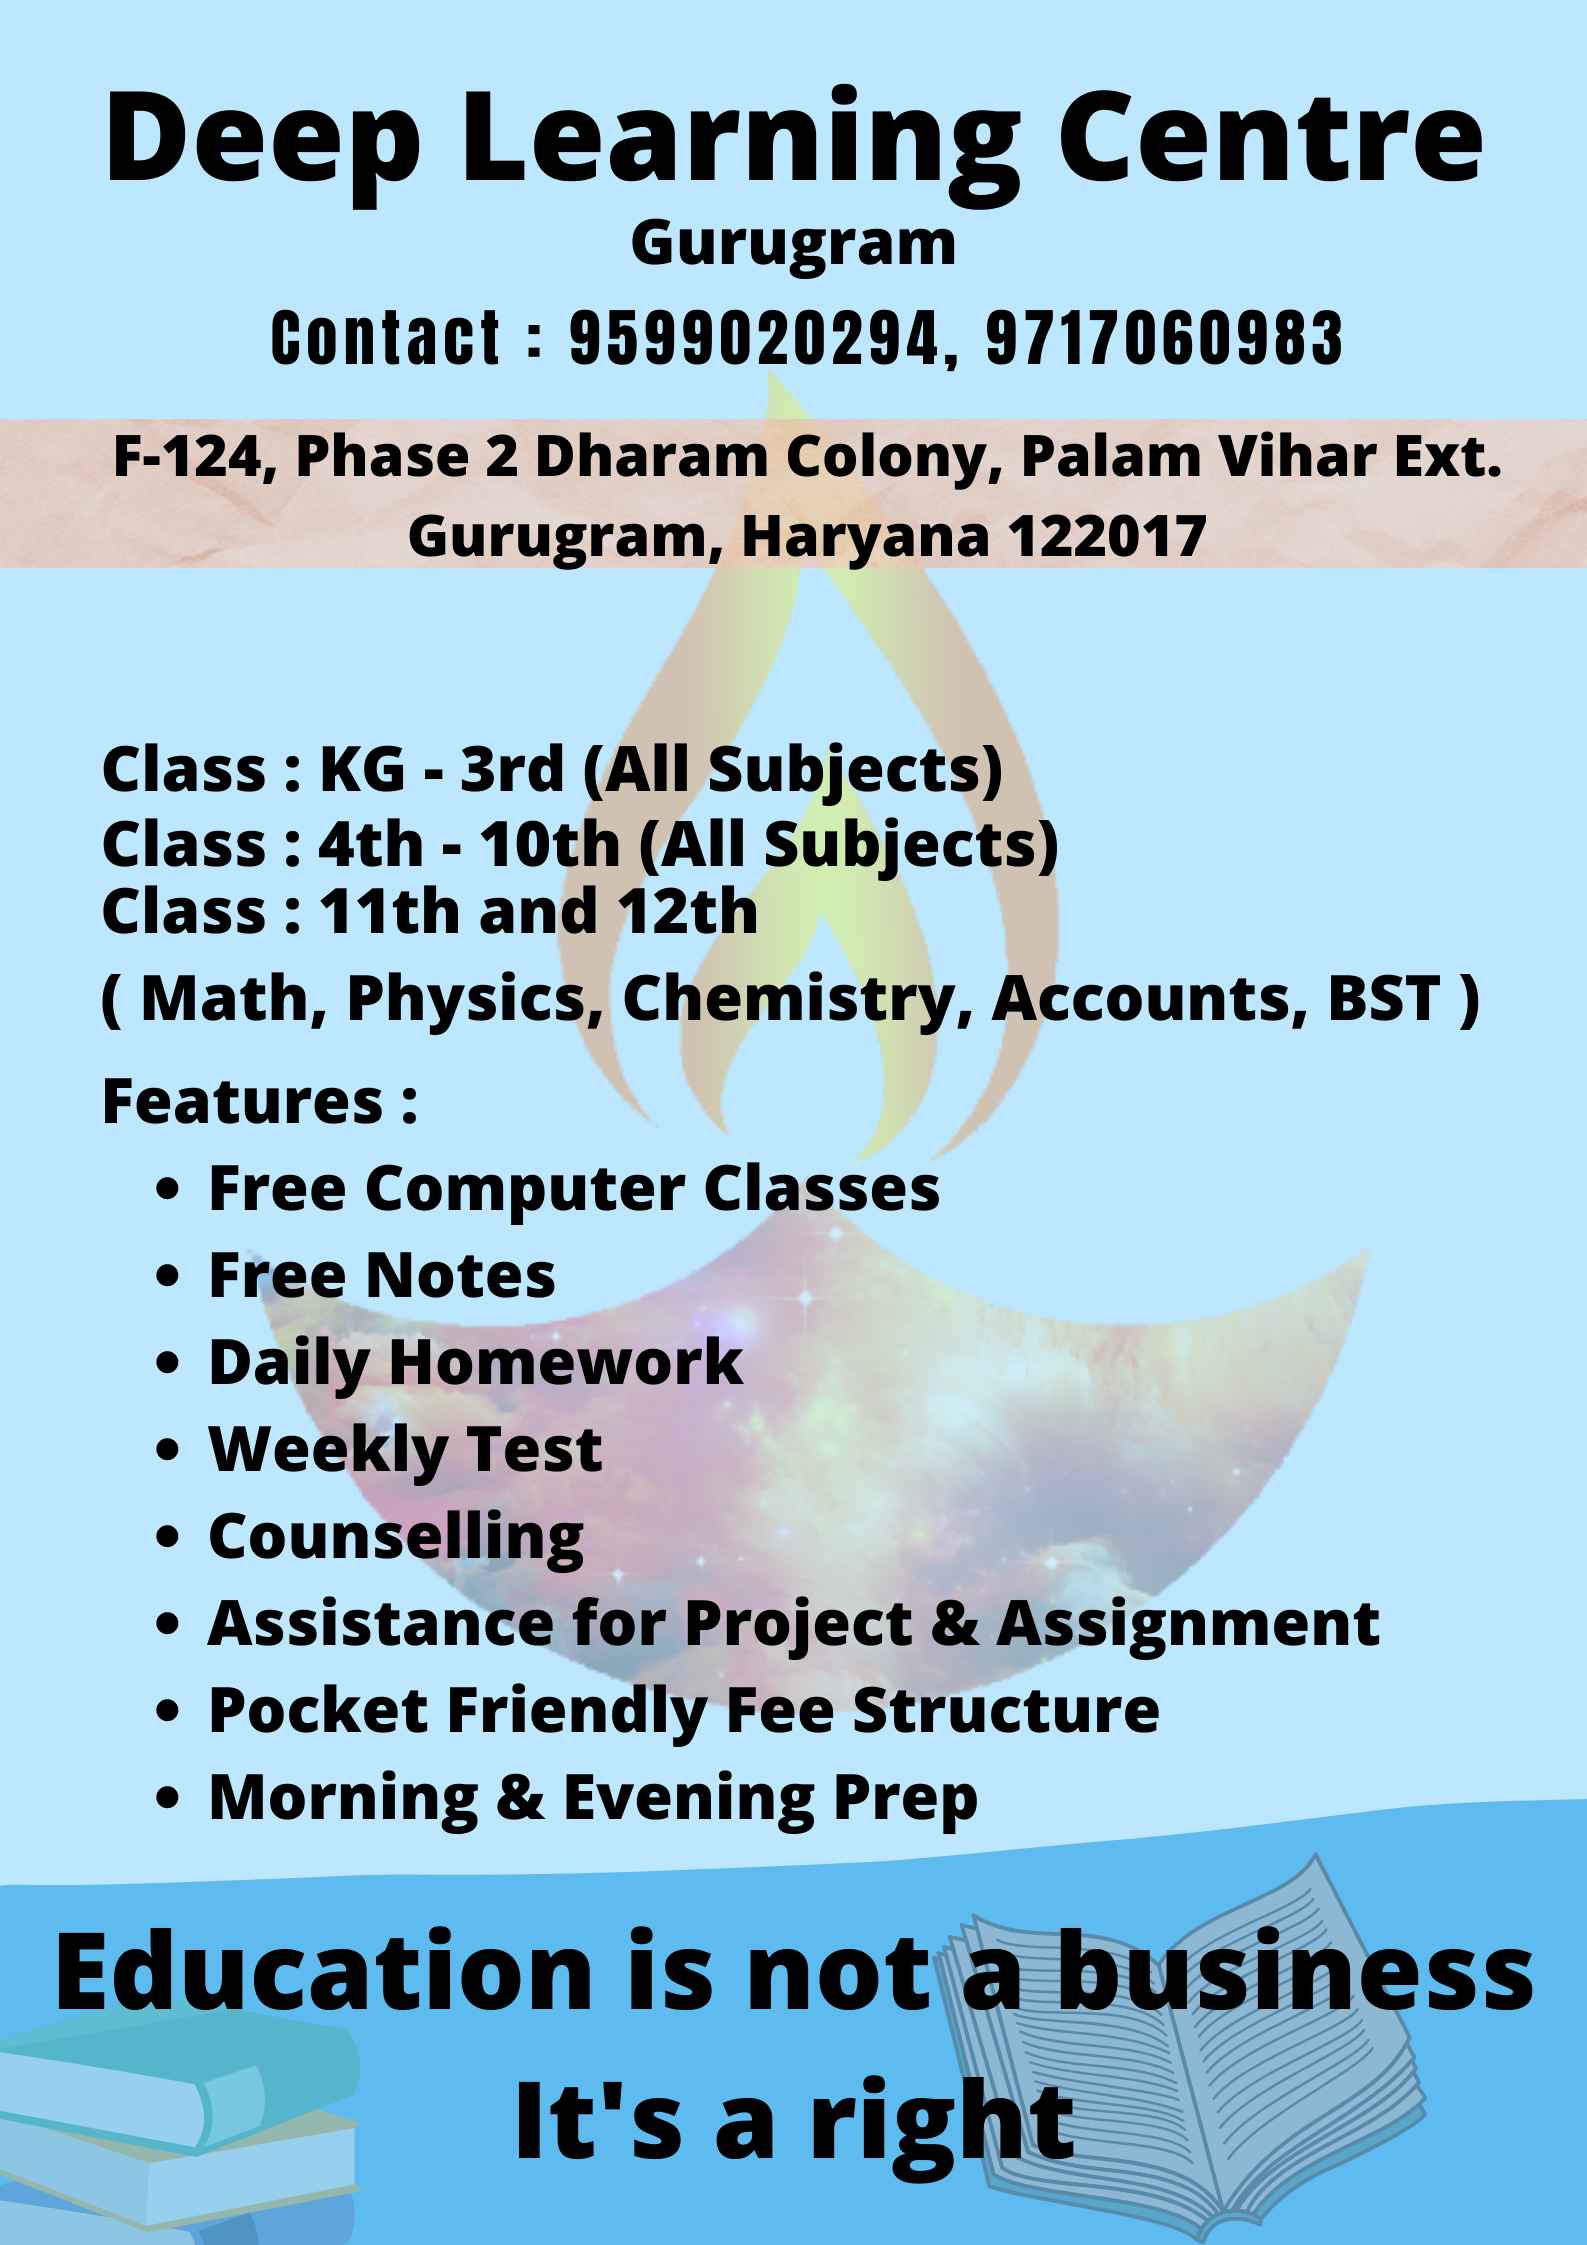 Deep Learning Centre
Gurugram
Contact : 9599020294, 9717060983
F-124, Phase 2 Dharam Colony, Palam Vihar Ext.
Gurugram, Haryana 122017
Class : KG - 3rd (All Subjects)
Class : 4th - 10th (All Subjects)
Class : 11th and 12th
( Math, Physics, Chemistry, Accounts, BST )
Features :
• Free Computer Classes
• Free Notes
• Daily Homework
• Weekly Test
• Counselling
• Assistance for Project & Assignment
• Pocket Friendly Fee Structure
• Morning & Evening Prep
Education is not a business
It's a right